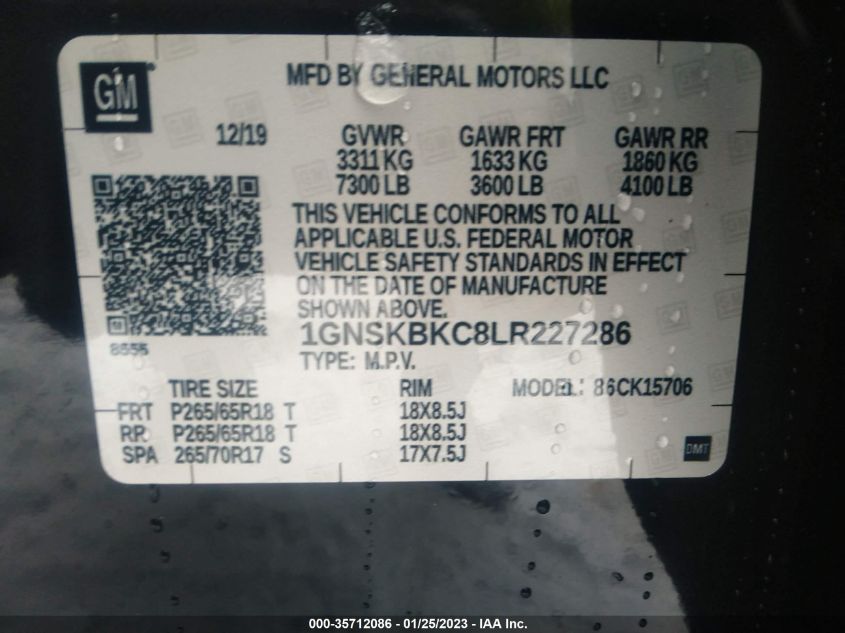 GM
MFD BY GENERAL MOTORS LLC
12/19 GVWR GAWR FRT GAWR RR
3311 KG 1633 KG 1860 KG
7300 LB 3600 LB 4100 LB
THIS VEHICLE CONFORMS TO ALL
APPLICABLE U.S. FEDERAL MOTOR
VEHICLE SAFETY STANDARDS IN EFFECT
ON THE DATE OF MANUFACTURE
SHOWN ABOVE.
1GNSKBKC8LR227286
TYPE: M.P.V.
TIRE SIZE RIM MODEL: 86CK15706
FRT P265/65R18 T 18X8.5J
RR P265/65R18 T 18X8.5J
SPA 265/70R17 S 17X7.5J
DMT
000-35712086 - 01/25/2023 - IAA Inc.